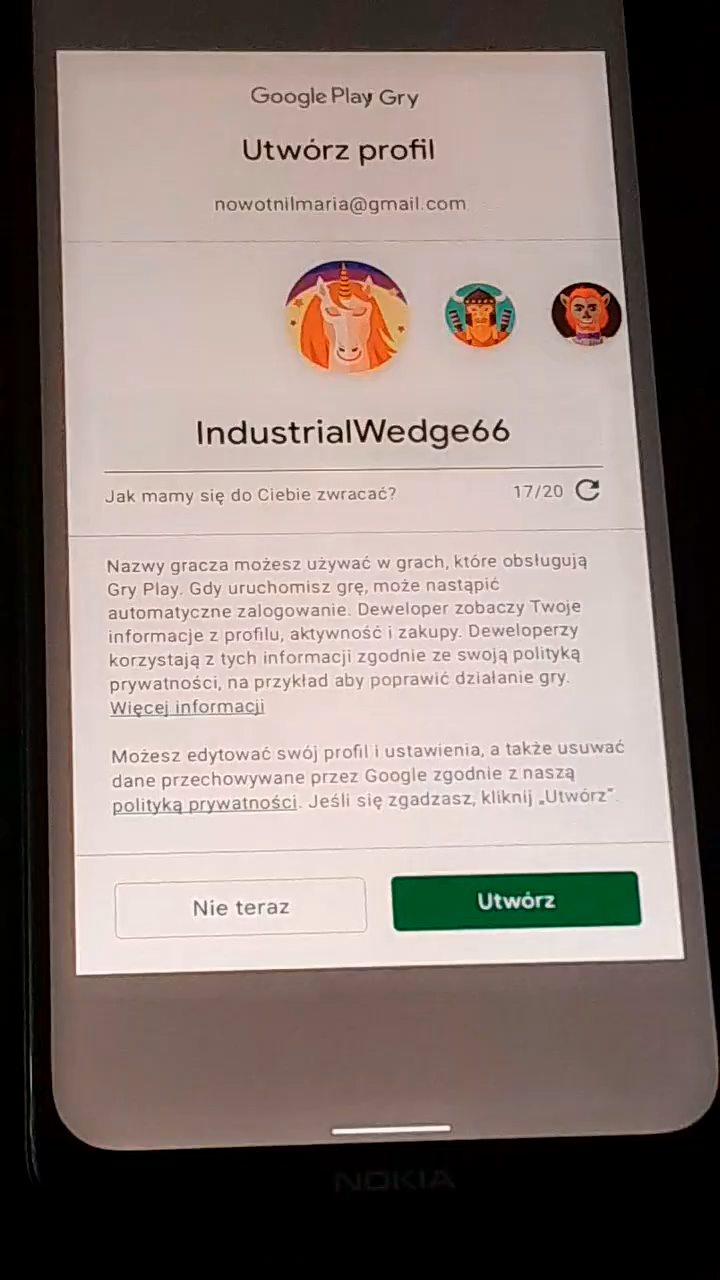 Google Play Gry
Utwórz profil
nowotnilmaria@gmail.com
IndustrialWedge66
Jak mamy się do Ciebie zwracać?
17/20
Nazwy gracza możesz używać w grach, które obsługują
Gry Play. Gdy uruchomisz grę, może nastąpić
automatyczne zalogowanie. Deweloper zobaczy Twoje
informacje z profilu, aktywność i zakupy. Deweloperzy
korzystają z tych informacji zgodnie ze swoją polityką
prywatności, na przykład aby poprawić działanie gry.
Więcej informacji
Możesz edytować swój profil i ustawienia, a także usuwać
dane przechowywane przez Google zgodnie z naszą
polityką prywatności. Jeśli się zgadzasz, kliknij „Utwórz”.
Nie teraz
Utwórz
NOKIA